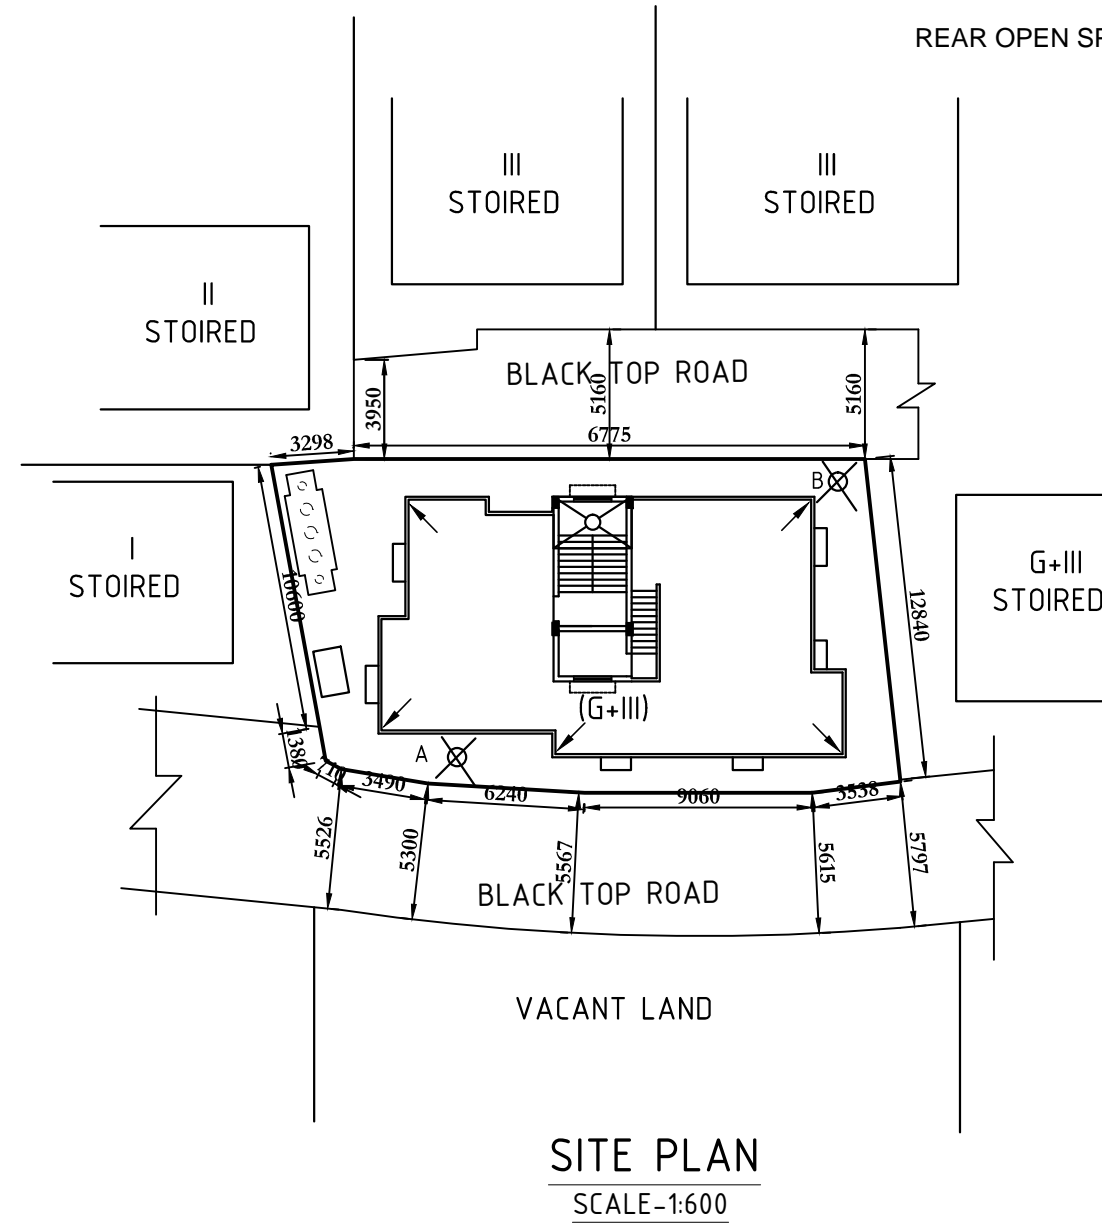 REAR OPEN SP
III
STOIRED
III
STOIRED
II
STOIRED
BLACK TOP ROAD
3950
5160
5160
6775
3298
B
I
STOIRED
10600
12840
G+III
STOIRED
(G+III)
A
1380
3490
6240
9060
3538
5526
5300
5567
5615
5797
BLACK TOP ROAD
VACANT LAND
SITE PLAN
SCALE-1:600